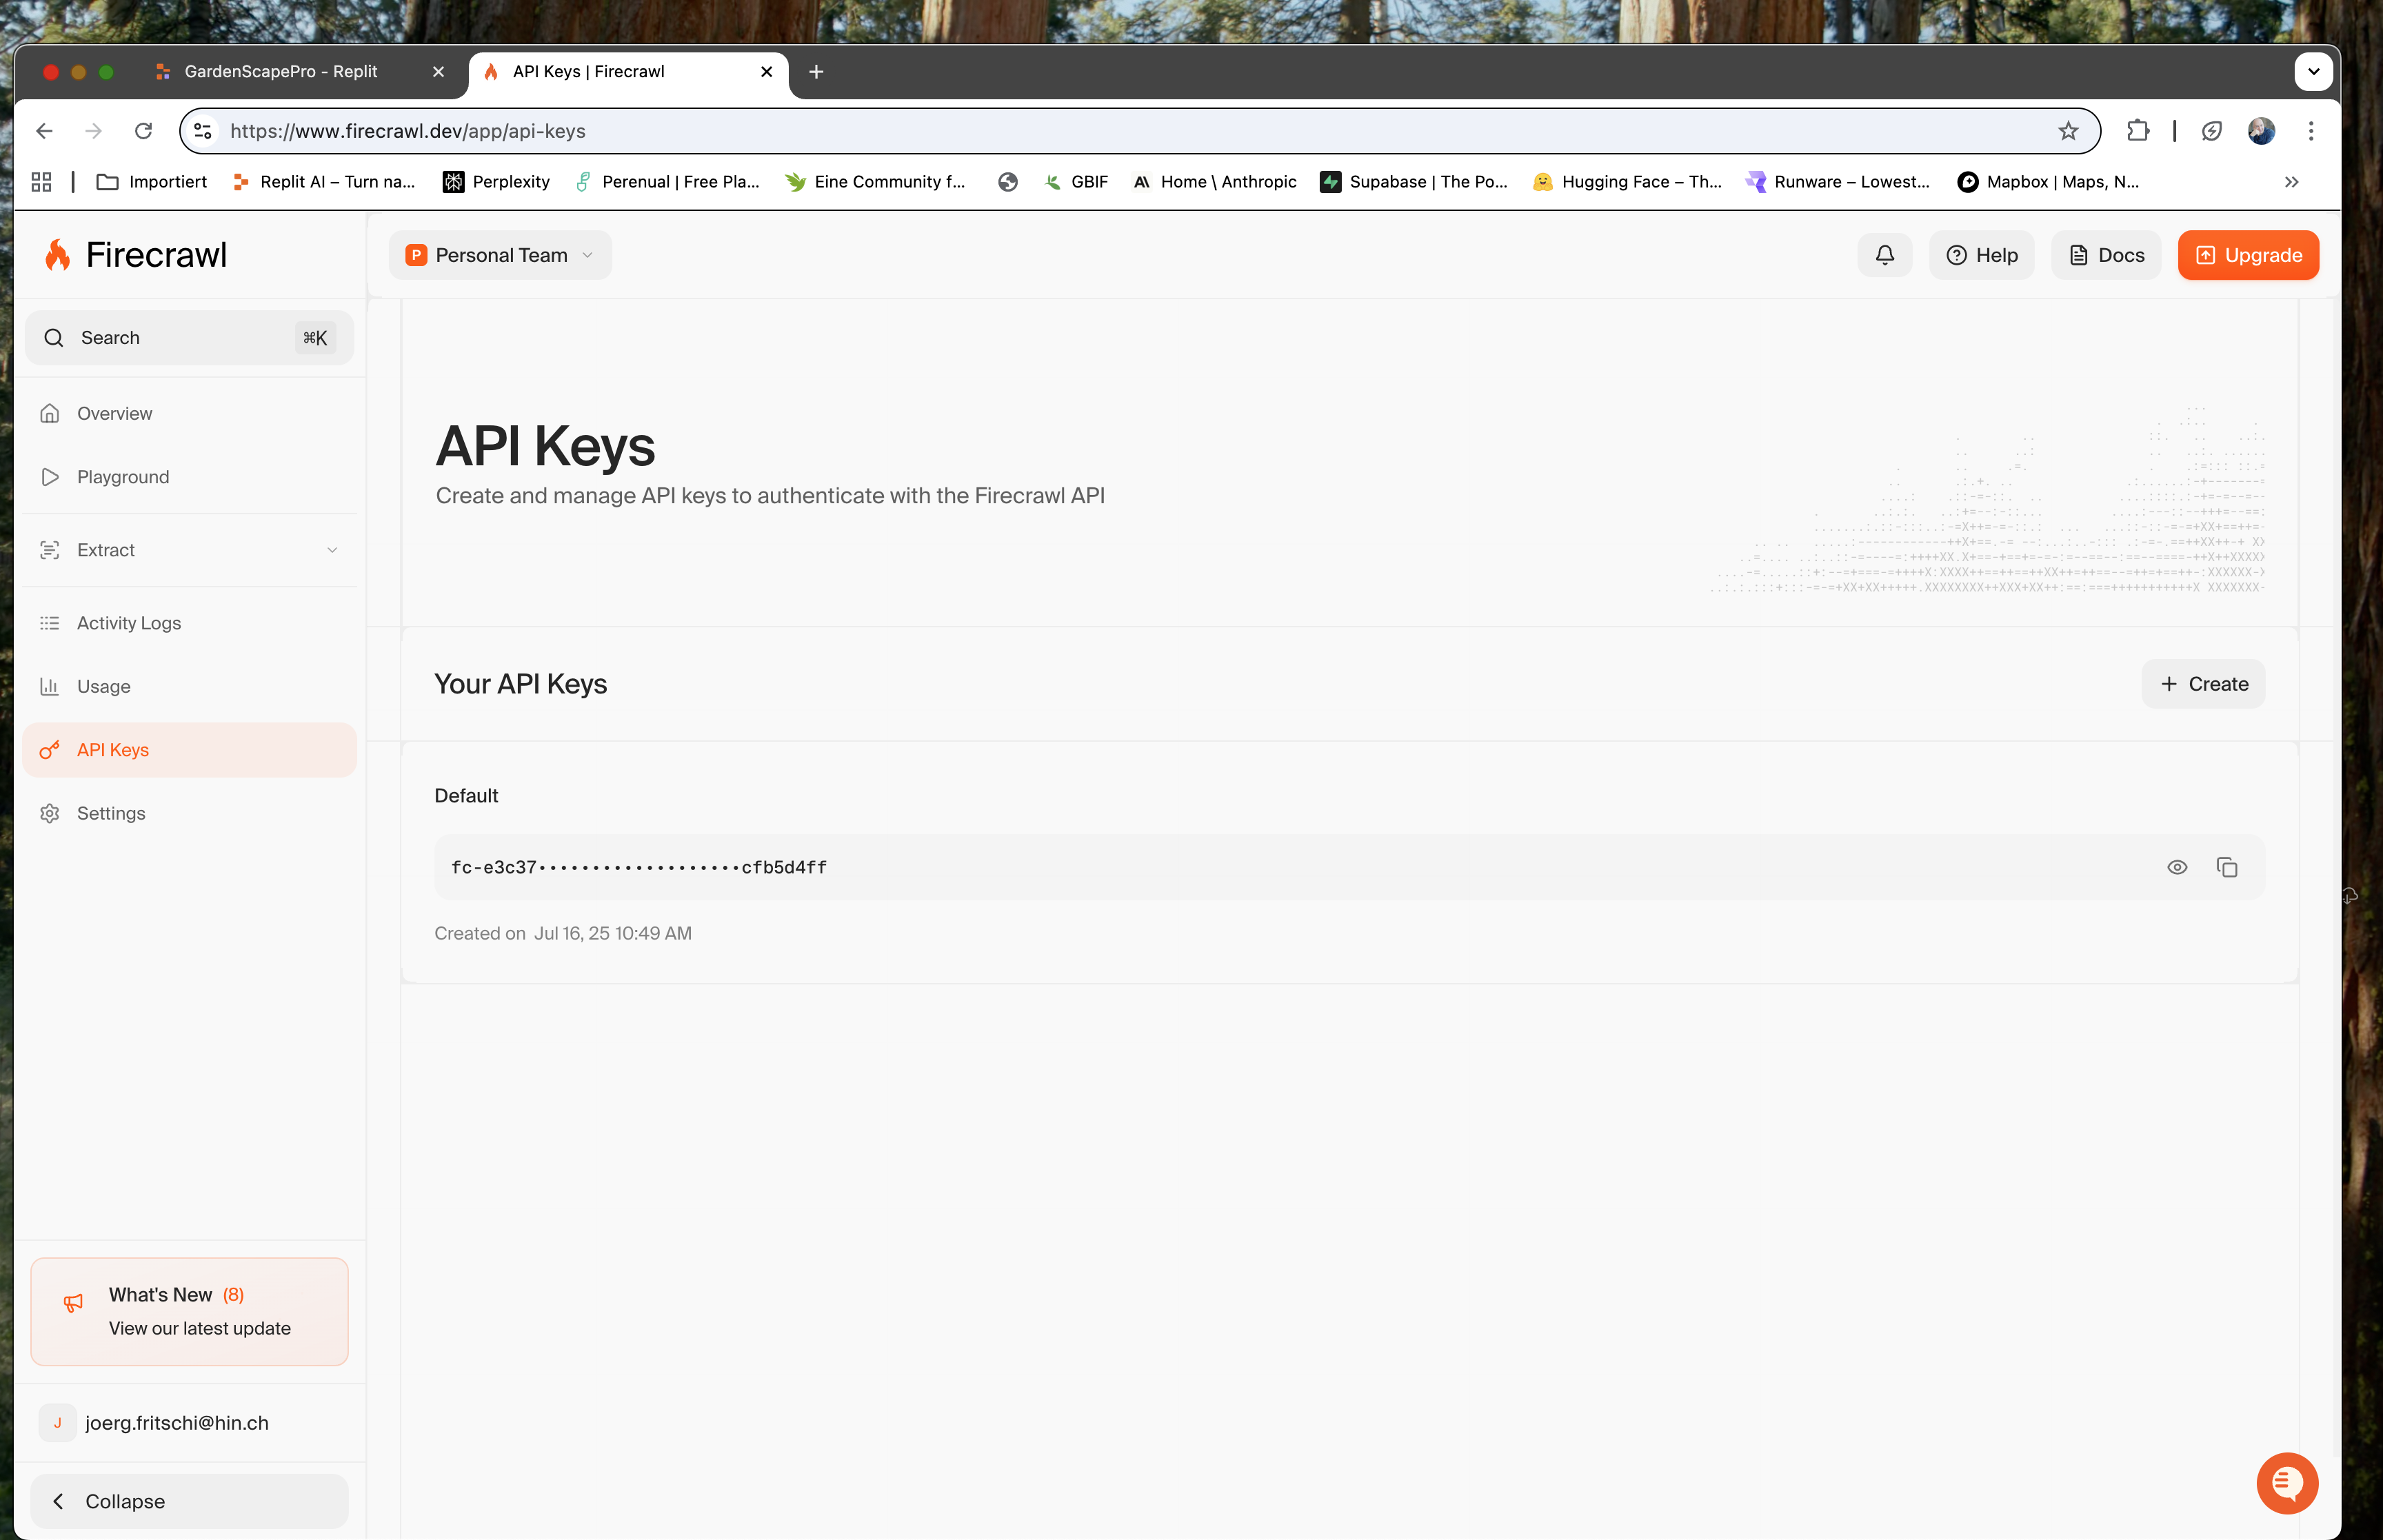 GardenScapePro - Replit
API Keys | Firecrawl
https://www.firecrawl.dev/app/api-keys
Importiert
Replit AI – Turn na...
Perplexity
Perenual | Free Pla...
Eine Community f...
GBIF
Home \ Anthropic
Supabase | The Po...
Hugging Face – Th...
Runware – Lowest...
Mapbox | Maps, N...
Firecrawl
P Personal Team
Help
Docs
Upgrade
Search ⌘K
Overview
Playground
Extract
Activity Logs
Usage
API Keys
Settings
API Keys
Create and manage API keys to authenticate with the Firecrawl API
Your API Keys
+ Create
Default
fc-e3c37•••••••••••••••••••cfb5d4ff
Created on Jul 16, 25 10:49 AM
What's New (8)
View our latest update
J joerg.fritschi@hin.ch
Collapse